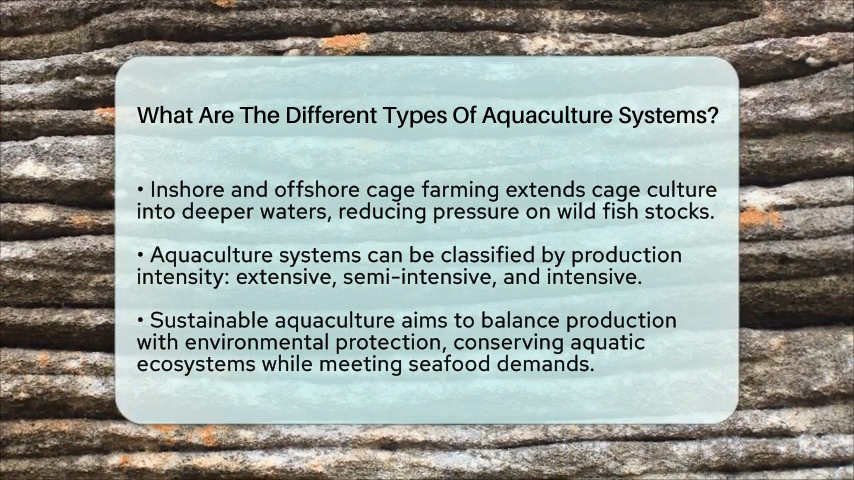 What Are The Different Types Of Aquaculture Systems?
• Inshore and offshore cage farming extends cage culture
into deeper waters, reducing pressure on wild fish stocks.
• Aquaculture systems can be classified by production
intensity: extensive, semi-intensive, and intensive.
• Sustainable aquaculture aims to balance production
with environmental protection, conserving aquatic
ecosystems while meeting seafood demands.